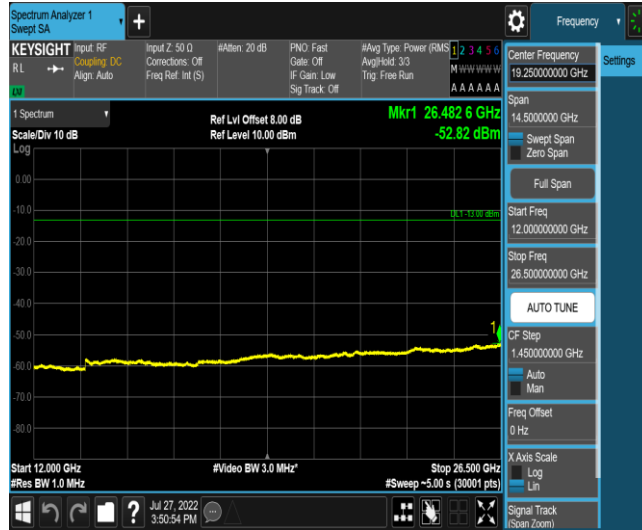 Spectrum Analyzer 1
Swept SA
+
Frequency
KEYSIGHT
RL
Input: RF
Coupling: DC
Align: Auto
Input Z: 50 Ω
Corrections: Off
Freq Ref: Int (S)
#Atten: 20 dB
PNO: Fast
Gate: Off
IF Gain: Low
Sig Track: Off
#Avg Type: Power (RMS
Avg|Hold: 3/3
Trig: Free Run
1 2 3 4 5 6
M W W W W W
A A A A A A
Settings
1 Spectrum
Scale/Div 10 dB
Ref Lvl Offset 8.00 dB
Ref Level 10.00 dBm
Mkr1 26.482 6 GHz
-52.82 dBm
Log
0.00
-10.0
-20.0
-30.0
-40.0
-50.0
-60.0
-70.0
-80.0
DL1 -13.00 dBm
1
Start 12.000 GHz
#Res BW 1.0 MHz
#Video BW 3.0 MHz*
Stop 26.500 GHz
#Sweep ~5.00 s (30001 pts)
Center Frequency
19.250000000 GHz
Span
14.5000000 GHz
Swept Span
Zero Span
Full Span
Start Freq
12.000000000 GHz
Stop Freq
26.500000000 GHz
AUTO TUNE
CF Step
1.450000000 GHz
Auto
Man
Freq Offset
0 Hz
X Axis Scale
Log
Lin
Signal Track
(Span Zoom)
?
Jul 27, 2022
3:50:54 PM